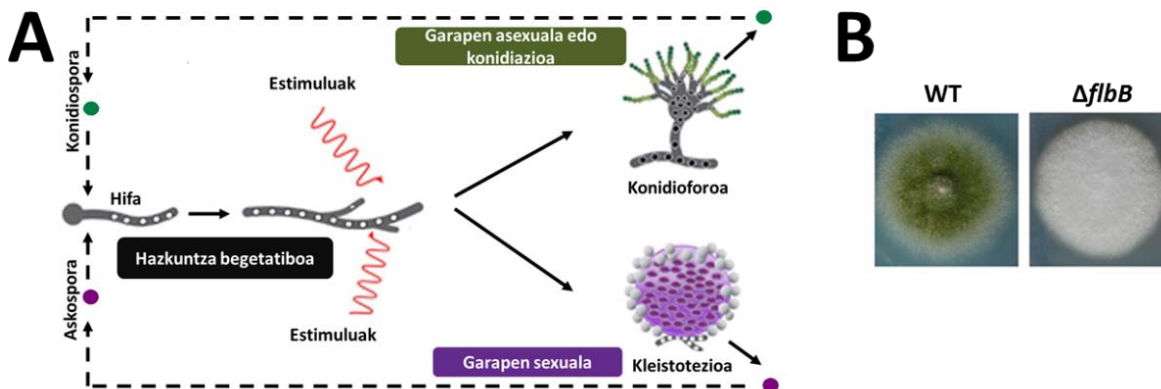 A
Garapen asexuala edo
konidiazioa
Estimuluak
Konidiospora
Hifa
Konidioforoa
Hazkuntza begetatiboa
Askospora
Estimuluak
Garapen sexuala
Kleistotezioa
B
WT
ΔflbB